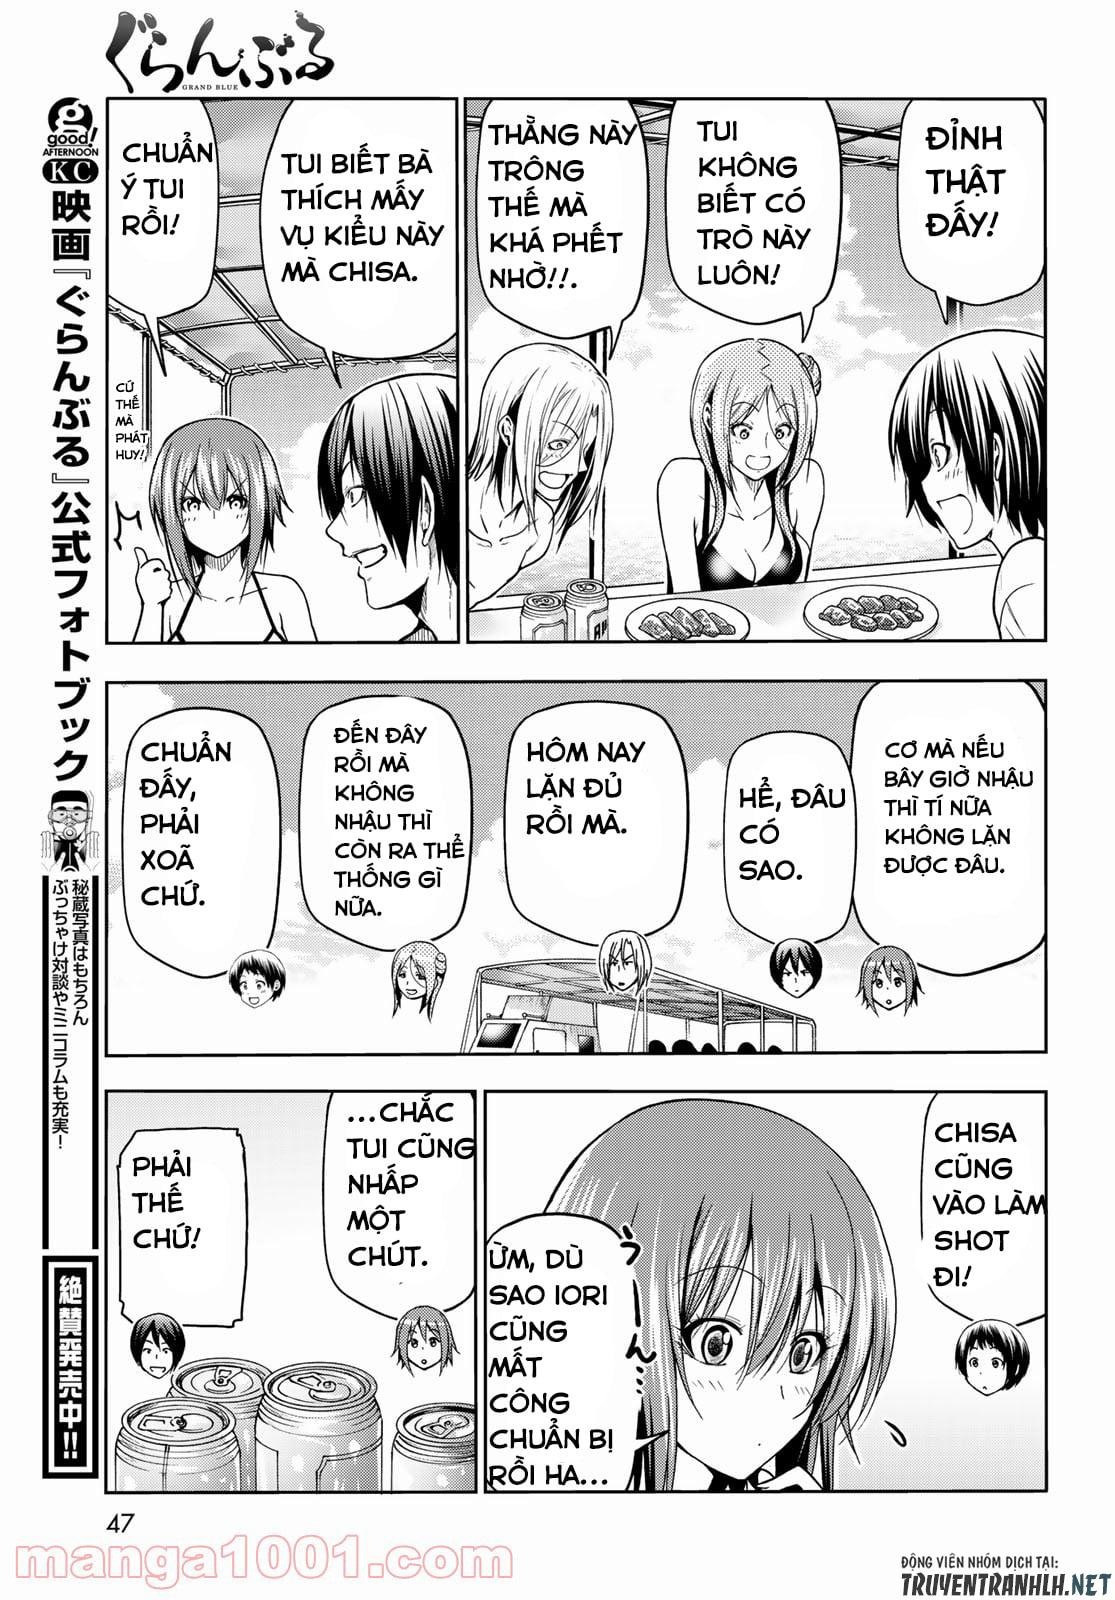 ぐらんぶる
GRAND BLUE
good!
AFTERNOON
KC
映画『ぐらんぶる』公式フォトブック
秘蔵写真はもちろん
ぶっちゃけ対談やミニコラムも充実！
絶賛発売中!!
ĐỈNH
THẬT
ĐẤY!
TUI
KHÔNG
BIẾT CÓ
TRÒ NÀY
LUÔN!
THẰNG NÀY
TRÔNG
THẾ MÀ
KHÁ PHẾT
NHỜ!!.
TUI BIẾT BÀ
THÍCH MẤY
VỤ KIỂU NÀY
MÀ CHISA.
CHUẨN
Ý TUI
RỒI!
CỨ
THẾ
MÀ
PHÁT
HUY!
CƠ MÀ NẾU
BÂY GIỜ NHẬU
THÌ TÍ NỮA
KHÔNG LẶN
ĐƯỢC ĐÂU.
HỂ, ĐÂU
CÓ
SAO.
HÔM NAY
LẶN ĐỦ
RỒI MÀ.
ĐẾN ĐÂY
RỒI MÀ
KHÔNG
NHẬU THÌ
CÒN RA THỂ
THỐNG GÌ
NỮA.
CHUẨN
ĐẤY,
PHẢI
XOÃ
CHỨ.
CHISA
CŨNG
VÀO LÀM
SHOT
ĐI!
うーん
ỪM, DÙ
SAO IORI
CŨNG
MẤT
CÔNG
CHUẨN BỊ
RỒI HA...
...CHẮC
TUI CŨNG
NHẤP
MỘT
CHÚT.
PHẢI
THẾ
CHỨ!
47
manga1001.com
ĐỘNG VIÊN NHÓM DỊCH TẠI:
TRUYENTRANHLH.NET